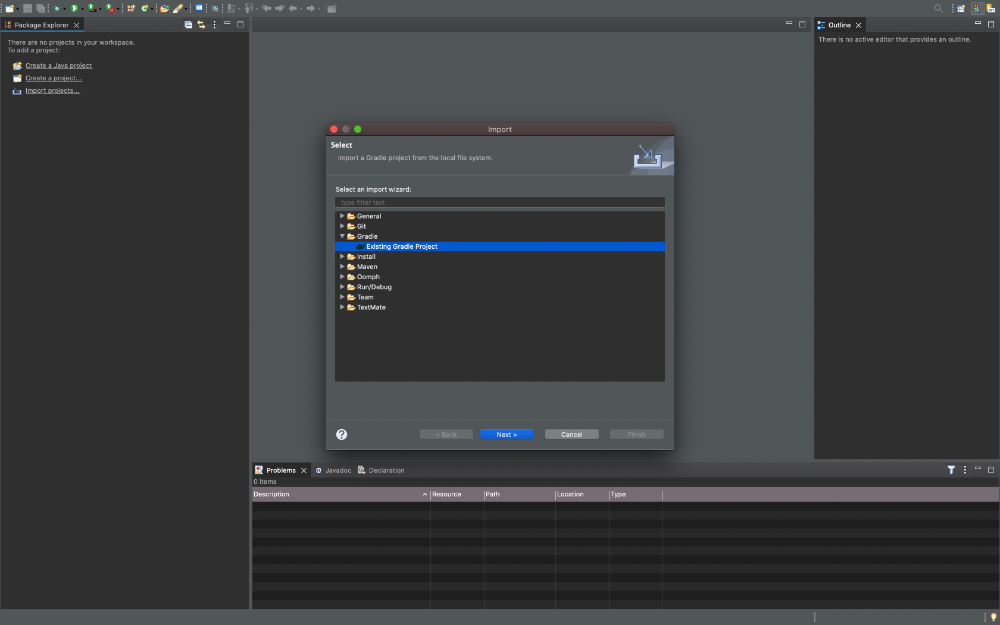 Package Explorer
There are no projects in your workspace.
To add a project:
Create a Java project
Create a project...
Import projects...
Outline
There is no active editor that provides an outline.
Import
Select
Import a Gradle project from the local file system.
Select an import wizard:
type filter text
General
Git
Gradle
Existing Gradle Project
Install
Maven
Oomph
Run/Debug
Team
TextMate
?
< Back
Next >
Cancel
Finish
Problems
Javadoc
Declaration
0 items
Description Resource Path Location Type